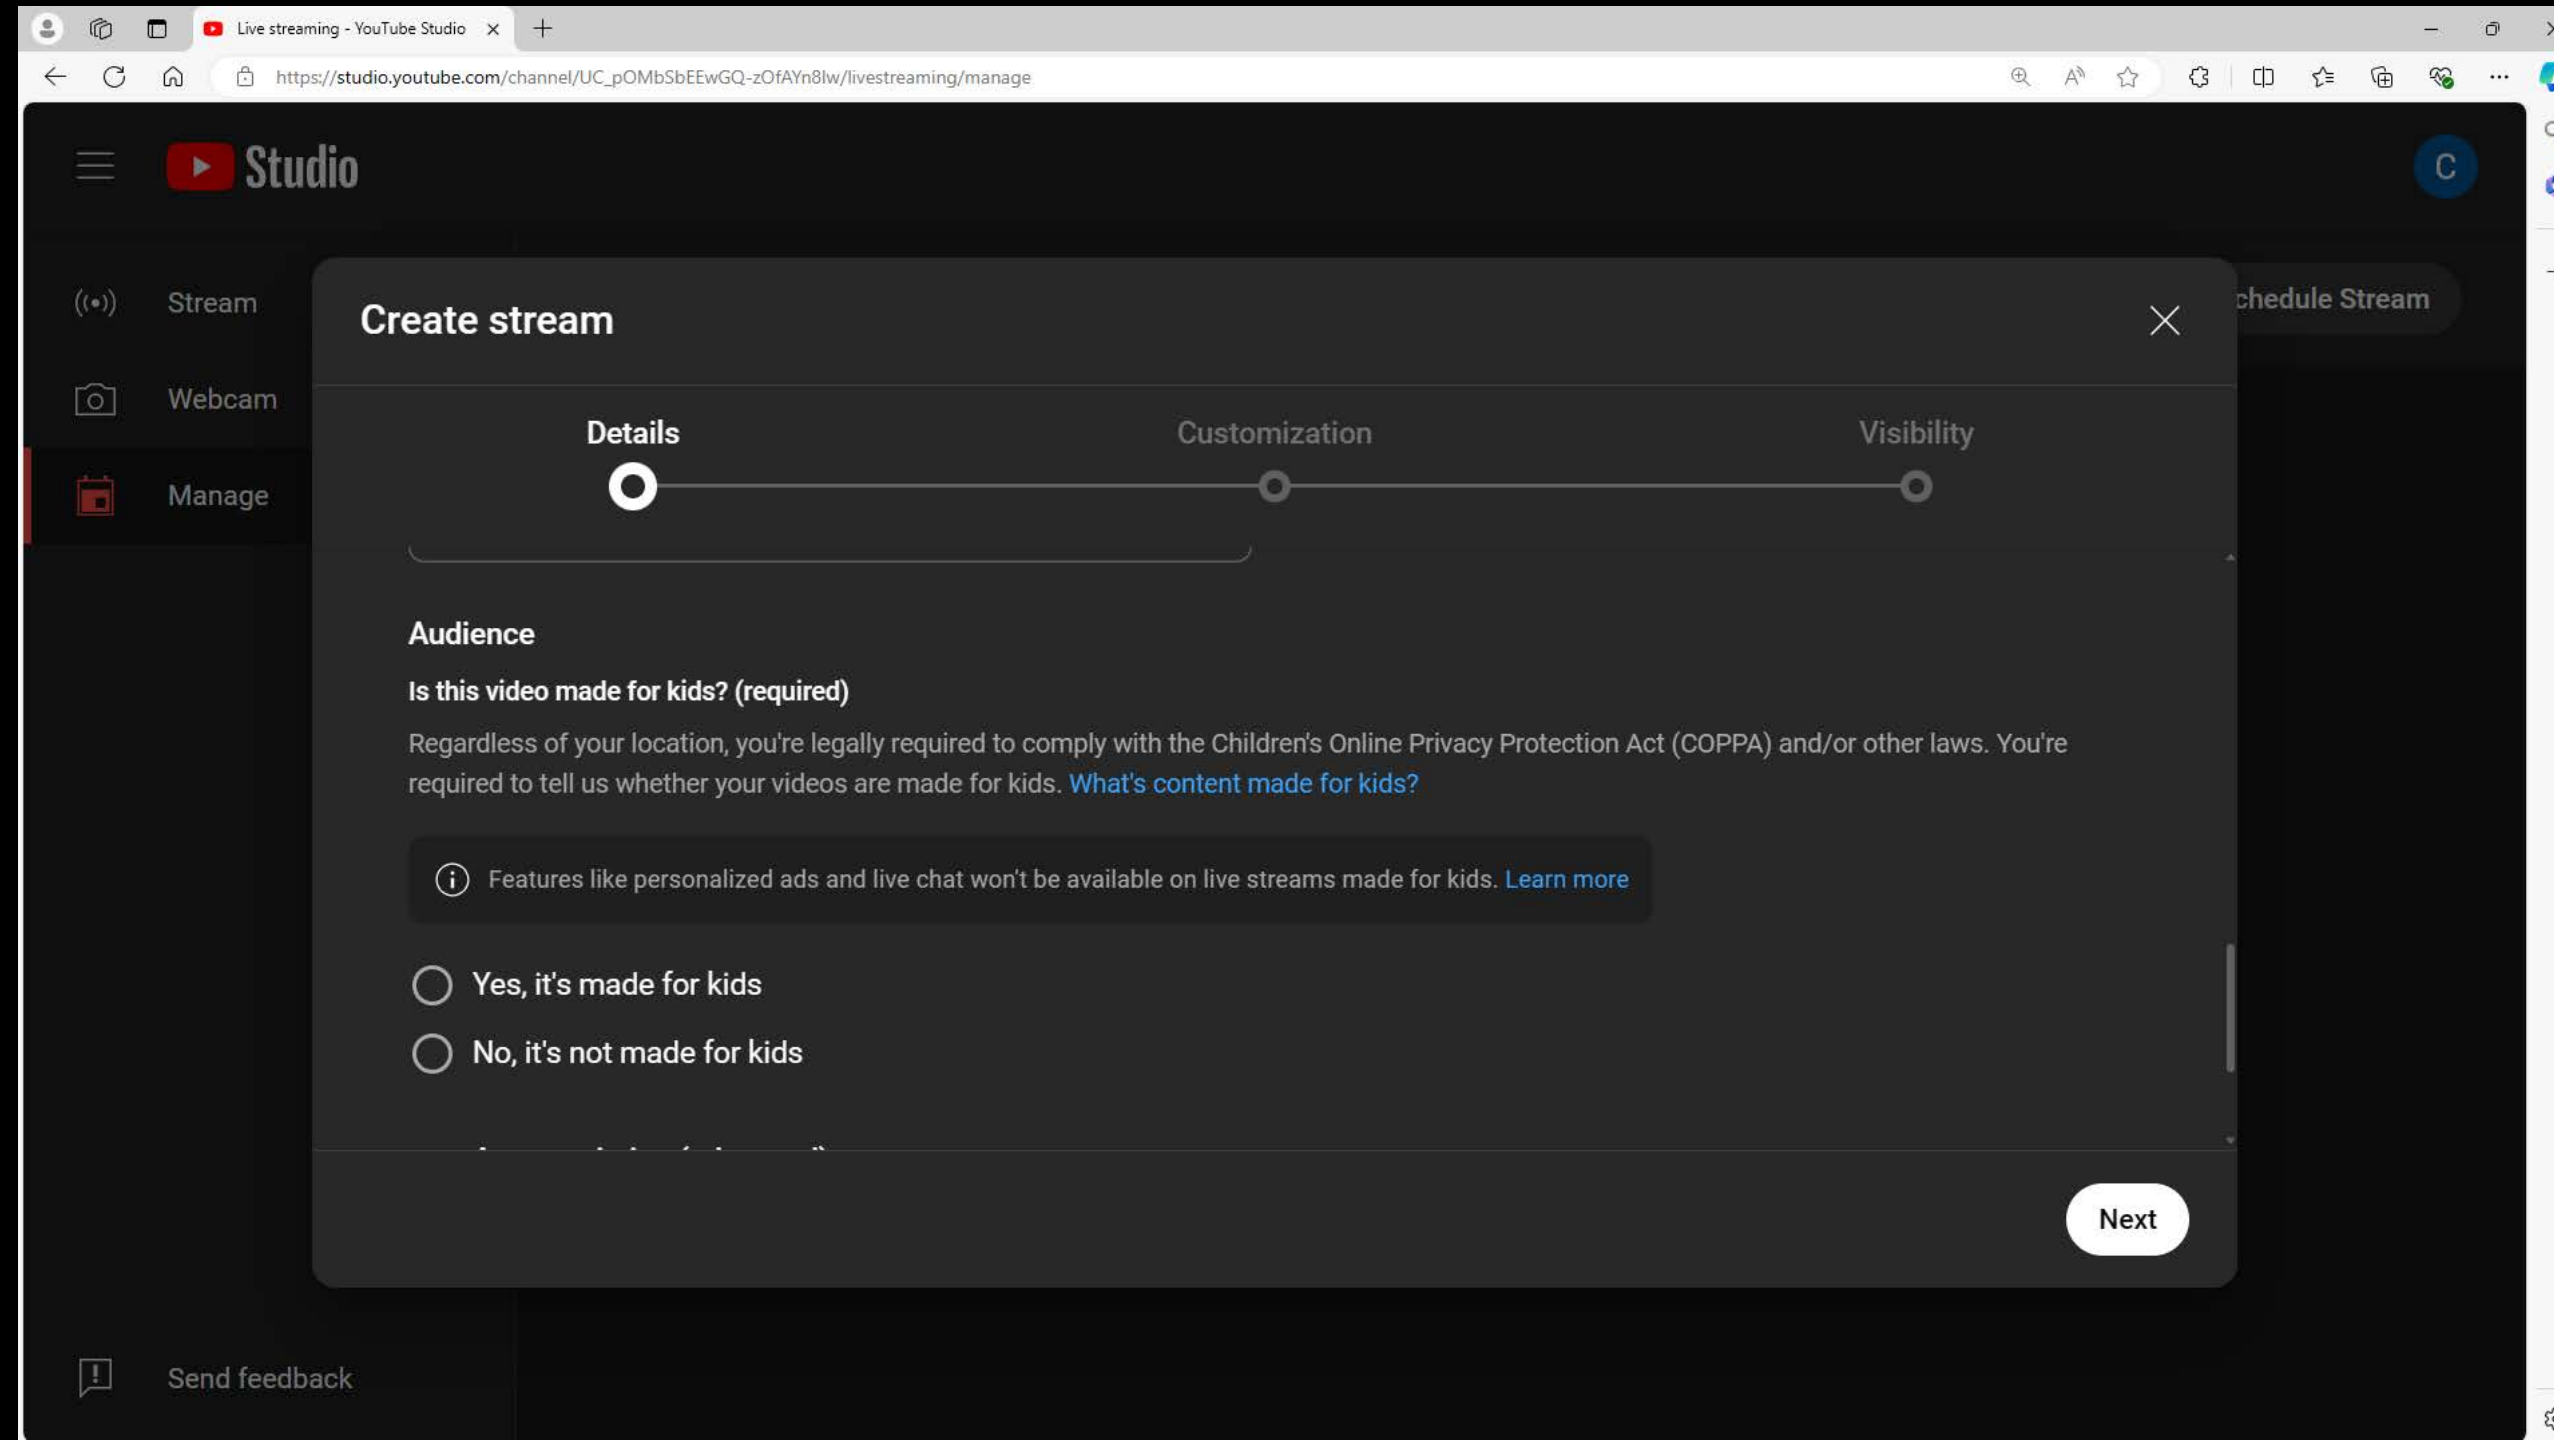 Live streaming - YouTube Studio
https://studio.youtube.com/channel/UC_pOMbSbEEwGQ-zOfAYn8Iw/livestreaming/manage
Studio
C
Stream
Webcam
Manage
chedule Stream
Create stream
Details
Customization
Visibility
Audience
Is this video made for kids? (required)
Regardless of your location, you're legally required to comply with the Children's Online Privacy Protection Act (COPPA) and/or other laws. You're
required to tell us whether your videos are made for kids. What's content made for kids?
Features like personalized ads and live chat won't be available on live streams made for kids. Learn more
Yes, it's made for kids
No, it's not made for kids
Next
Send feedback